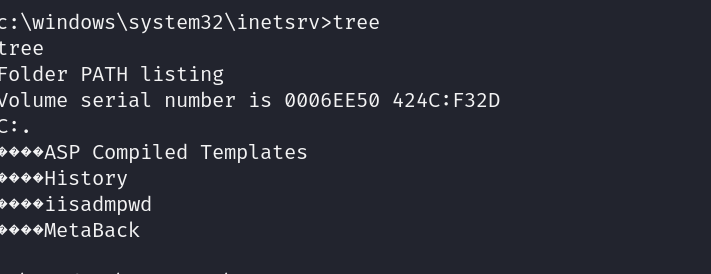 c:\windows\system32\inetsrv>tree
tree
Folder PATH listing
Volume serial number is 0006EE50 424C:F32D
C:.
����ASP Compiled Templates
����History
����iisadmpwd
����MetaBack